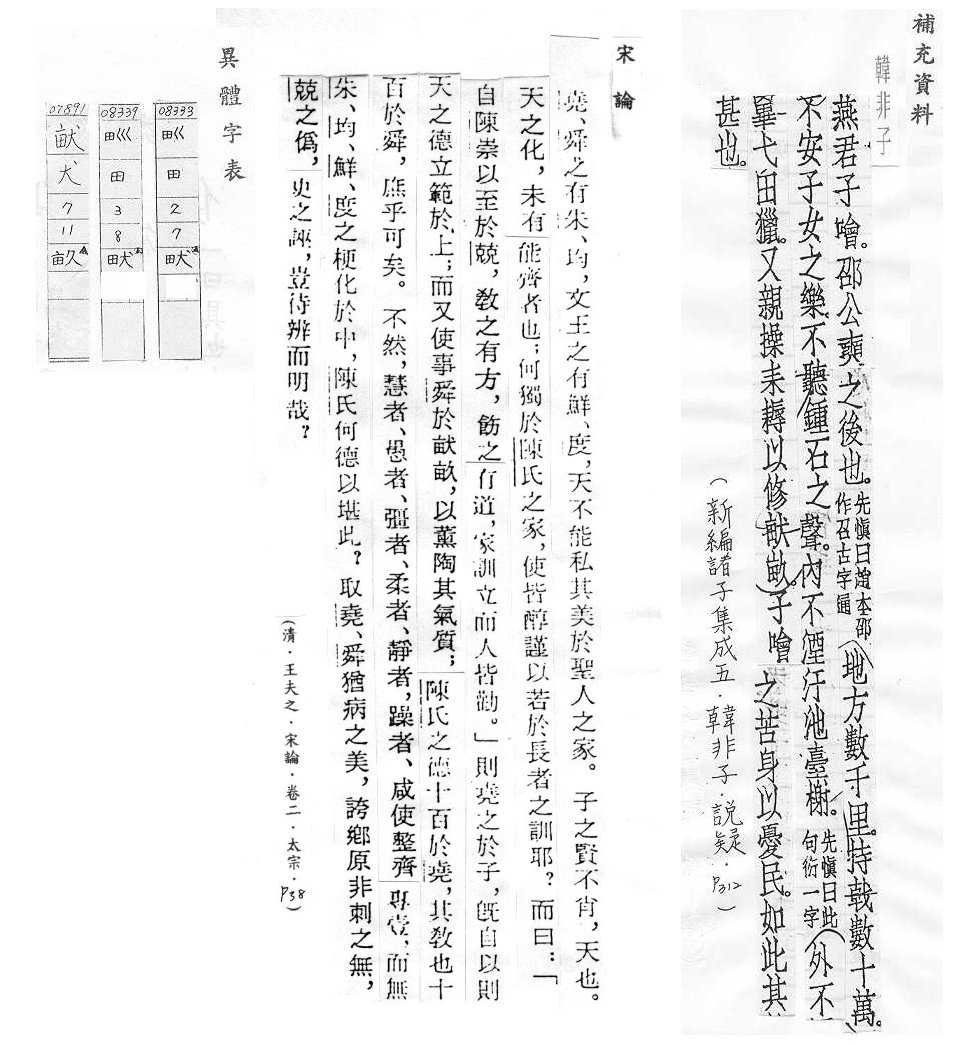 補充資料
韓非子
燕君子噲。邵公奭之後也。先愼曰趙本邵作召古字通地方數千里。持戟數十萬。
不安子女之樂不聽鍾石之聲。內不湮汙池臺榭。先愼曰此句衍一字外不
畢弋田獵。又親操耒耨以修畎畝。子噲之苦身以憂民。如此其
甚也。
（新編諸子集成五．韓非子．說疑．P312）
宋論
堯、舜之有朱、均，文王之有鮮、度，天不能私其美於聖人之家。子之賢不肖，天也。
天之化，未有能齊者也；何獨於陳氏之家，使皆醇謹以若於長者之訓耶？而曰：「
自陳崇以至於兢，敎之有方，飭之有道，家訓立而人皆勸。」則堯之於子，旣自以則
天之德立範於上；而又使事舜於畎畝，以薰陶其氣質；陳氏之德十百於堯，其敎也十
百於舜，庶乎可矣。不然，慧者、愚者、彊者、柔者、靜者，躁者、咸使整齊專壹，而無
朱、均、鮮、度之梗化於中，陳氏何德以堪此？取堯、舜猶病之美，誇鄕原非刺之無，
兢之僞，史之誣，豈待辨而明哉？
（清．王夫之．宋論．卷二．太宗．P38）
異體字表
08333
田巜
田
2
7
畎
08339
田巛
田
3
8
畎
07891
畝
犬
7
11
畝